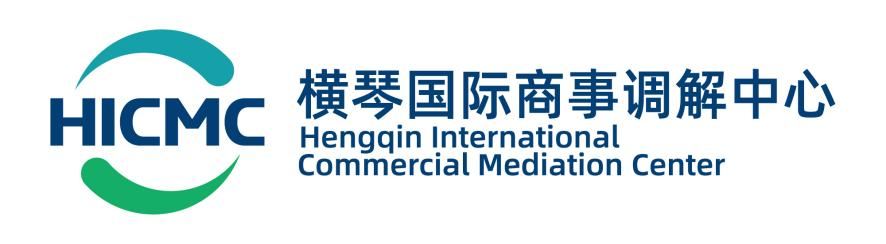 HICMC
横琴国际商事调解中心
Hengqin International
Commercial Mediation Center